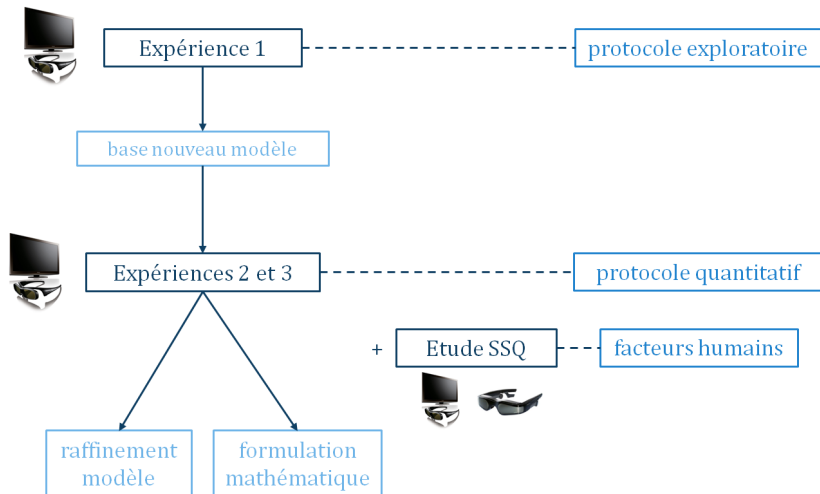 Expérience 1
protocole exploratoire
base nouveau modèle
Expériences 2 et 3
protocole quantitatif
+ Etude SSQ
facteurs humains
raffinement
modèle
formulation
mathématique